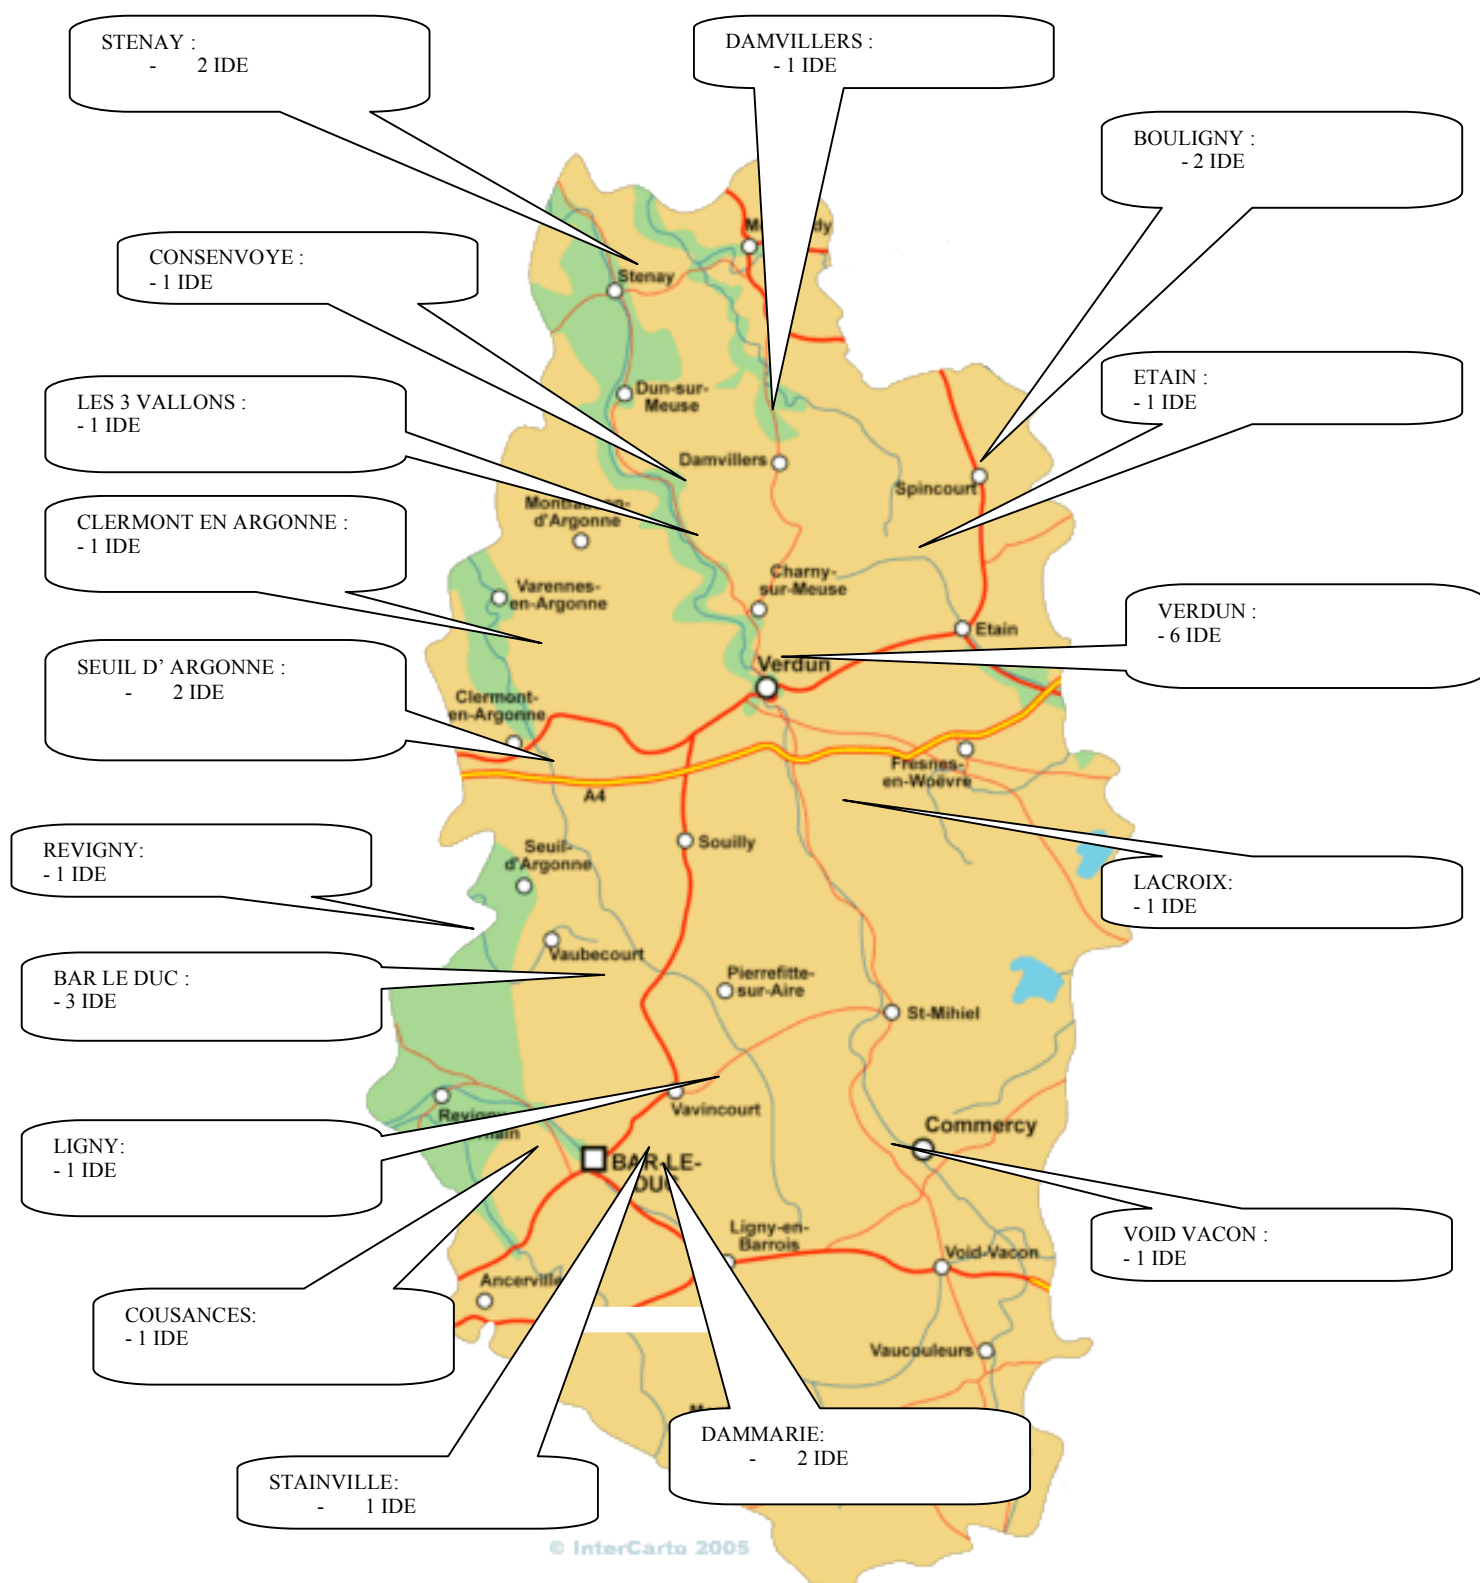 STENAY :
- 2 IDE
DAMVILLERS :
- 1 IDE
BOULIGNY :
- 2 IDE
CONSENVOYE :
- 1 IDE
Stenay
ETAIN :
- 1 IDE
LES 3 VALLONS :
- 1 IDE
Dun-sur-
Meuse
Damvillers
Spincourt
d'Argonne
CLERMONT EN ARGONNE :
- 1 IDE
Varennes-
en-Argonne
Charny-
sur-Meuse
VERDUN :
- 6 IDE
Etain
SEUIL D' ARGONNE :
- 2 IDE
Verdun
Clermont-
en-Argonne
Fresnes-
en-Woëvre
A4
REVIGNY:
- 1 IDE
Seuil-
d'Argonne
Souilly
LACROIX:
- 1 IDE
Vaubecourt
BAR LE DUC :
- 3 IDE
Pierrefitte-
sur-Aire
St-Mihiel
Vavincourt
LIGNY:
- 1 IDE
Commercy
BAR-LE-
DUC
Ligny-en-
Barrois
Void-Vacon
VOID VACON :
- 1 IDE
Ancerville
COUSANCES:
- 1 IDE
Vaucouleurs
DAMMARIE:
- 2 IDE
STAINVILLE:
- 1 IDE
© InterCarto 2005